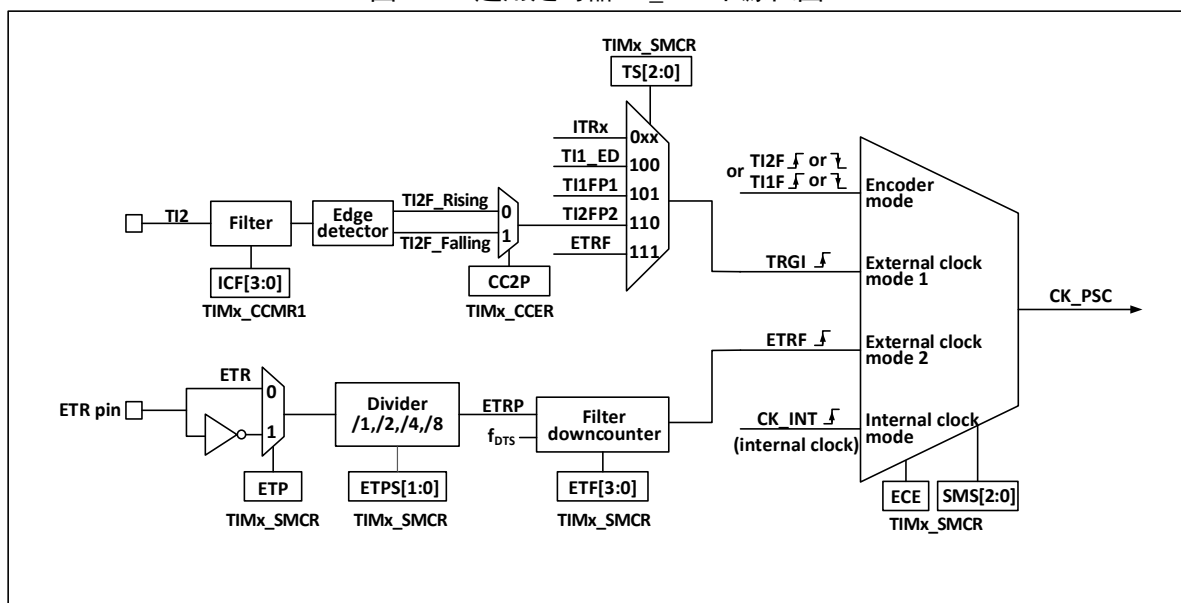 TIMx_SMCR
TS[2:0]
ITRx
0xx
TI1_ED
100
TI1FP1
101
TI2FP2
110
ETRF
111
TI2
Filter
Edge
detector
TI2F_Rising
TI2F_Falling
0
1
ICF[3:0]
TIMx_CCMR1
CC2P
TIMx_CCER
or
TI2F or
TI1F or
Encoder
mode
TRGI
External clock
mode 1
ETRF
External clock
mode 2
CK_INT
(internal clock)
Internal clock
mode
CK_PSC
ECE
SMS[2:0]
TIMx_SMCR
ETR pin
ETR
0
1
ETP
TIMx_SMCR
Divider
/1,/2,/4,/8
ETPS[1:0]
TIMx_SMCR
ETRP
fDTS
Filter
downcounter
ETF[3:0]
TIMx_SMCR